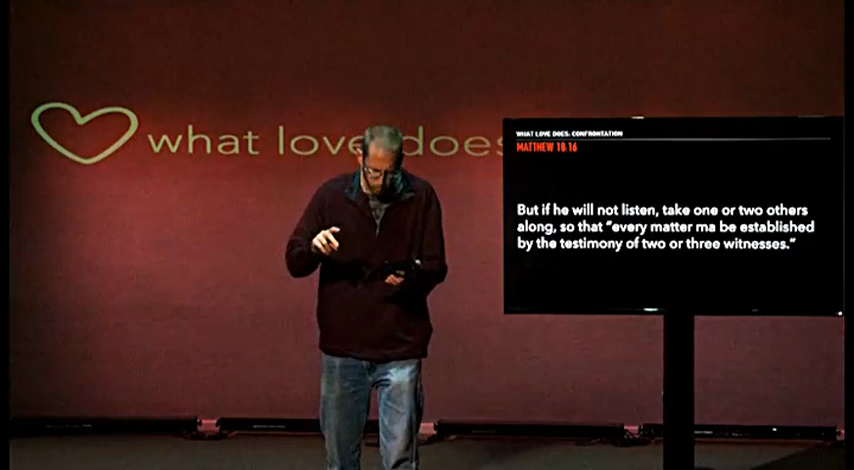 what love does
WHAT LOVE DOES: CONFRONTATION
MATTHEW 18:16
But if he will not listen, take one or two others
along, so that “every matter ma be established
by the testimony of two or three witnesses.”